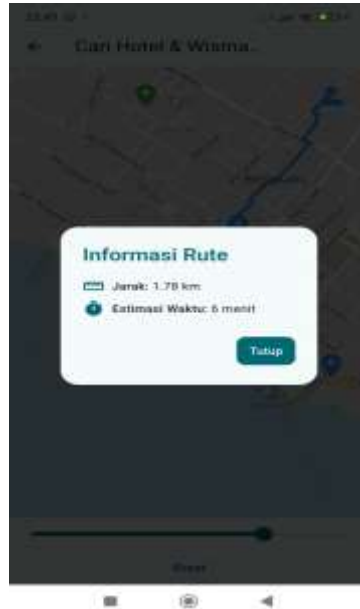 Cari Hotel & Wisma...
Informasi Rute
Jarak: 1.78 km
Estimasi Waktu: 6 menit
Tutup